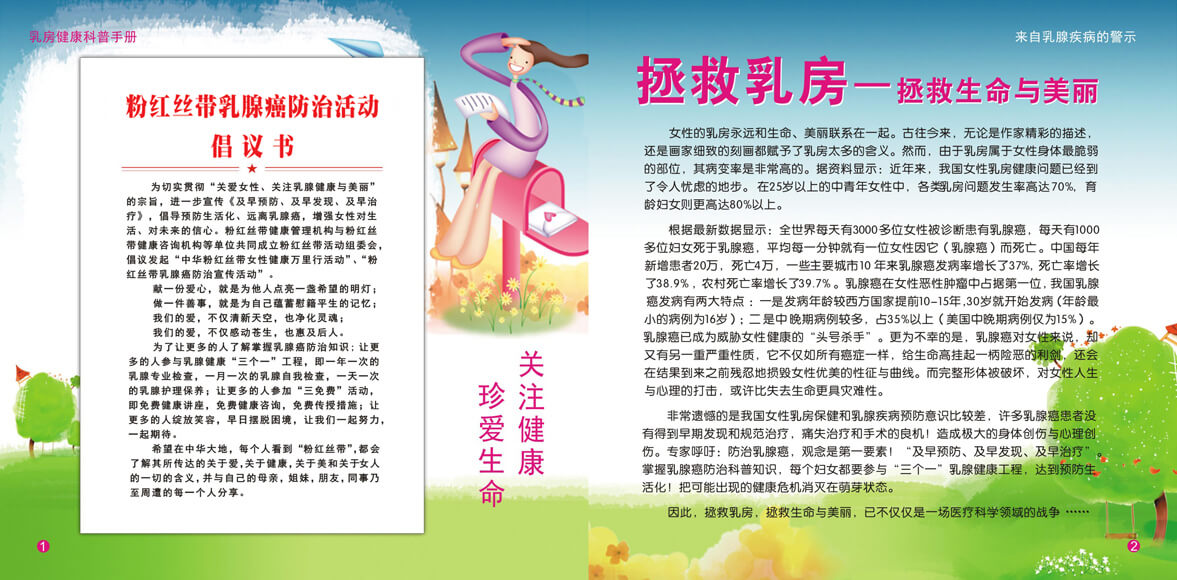 乳房健康科普手册
粉红丝带乳腺癌防治活动
倡议书
为切实贯彻“关爱女性、关注乳腺健康与美丽”
的宗旨，进一步宣传《及早预防、及早发现、及早治
疗》，倡导预防生活化、远离乳腺癌，增强女性对生
活、对未来的信心。粉红丝带健康管理机构与粉红丝
带健康咨询机构等单位共同成立粉红丝带活动组委会，
倡议发起“中华粉红丝带女性健康万里行活动”、“粉
红丝带乳腺癌防治宣传活动”。
献一份爱心，就是为他人点亮一盏希望的明灯；
做一件善事，就是为自己蕴蓄慰籍平生的记忆；
我们的爱，不仅清新天空，也净化灵魂；
我们的爱，不仅感动苍生，也惠及后人。
为了让更多的人了解掌握乳腺癌防治知识；让更
多的人参与乳腺健康“三个一”工程，即一年一次的
乳腺专业检查，一月一次的乳腺自我检查，一天一次
的乳腺护理保养；让更多的人参加“三免费”活动，
即免费健康讲座，免费健康咨询，免费传授措施；让
更多的人绽放笑容，早日摆脱困境，让我们一起努力，
一起期待。
希望在中华大地，每个人看到“粉红丝带”，都会
了解其所传达的关于爱，关于健康，关于美和关于女人
的一切的含义，并与自己的母亲，姐妹，朋友，同事乃
至周遭的每一个人分享。
关注健康
珍爱生命
1
来自乳腺疾病的警示
拯救乳房—拯救生命与美丽
女性的乳房永远和生命、美丽联系在一起。古往今来，无论是作家精彩的描述，
还是画家细致的刻画都赋予了乳房太多的含义。然而，由于乳房属于女性身体最脆弱
的部位，其病变率是非常高的。据资料显示：近年来，我国女性乳房健康问题已经到
了令人忧虑的地步。在25岁以上的中青年女性中，各类乳房问题发生率高达70%，育
龄妇女则更高达80%以上。
根据最新数据显示：全世界每天有3000多位女性被诊断患有乳腺癌，每天有1000
多位妇女死于乳腺癌，平均每一分钟就有一位女性因它（乳腺癌）而死亡。中国每年
新增患者20万，死亡4万，一些主要城市10年来乳腺癌发病率增长了37%，死亡率增长
了38.9%，农村死亡率增长了39.7%。乳腺癌在女性恶性肿瘤中占据第一位，我国乳腺
癌发病有两大特点：一是发病年龄较西方国家提前10-15年，30岁就开始发病（年龄最
小的病例为16岁）；二是中晚期病例较多，占35%以上（美国中晚期病例仅为15%）。
乳腺癌已成为威胁女性健康的“头号杀手”。更为不幸的是，乳腺癌对女性来说，却
又有另一重严重性质，它不仅如所有癌症一样，给生命高挂起一柄险恶的利剑，还会
在结果到来之前残忍地损毁女性优美的性征与曲线。而完整形体被破坏，对女性人生
与心理的打击，或许比失去生命更具灾难性。
非常遗憾的是我国女性乳房保健和乳腺疾病预防意识比较差，许多乳腺癌患者没
有得到早期发现和规范治疗，痛失治疗和手术的良机！造成极大的身体创伤与心理创
伤。专家呼吁：防治乳腺癌，观念是第一要素！“及早预防、及早发现、及早治疗”。
掌握乳腺癌防治科普知识，每个妇女都要参与“三个一”乳腺健康工程，达到预防生
活化！把可能出现的健康危机消灭在萌芽状态。
因此，拯救乳房，拯救生命与美丽，已不仅仅是一场医疗科学领域的战争……
2